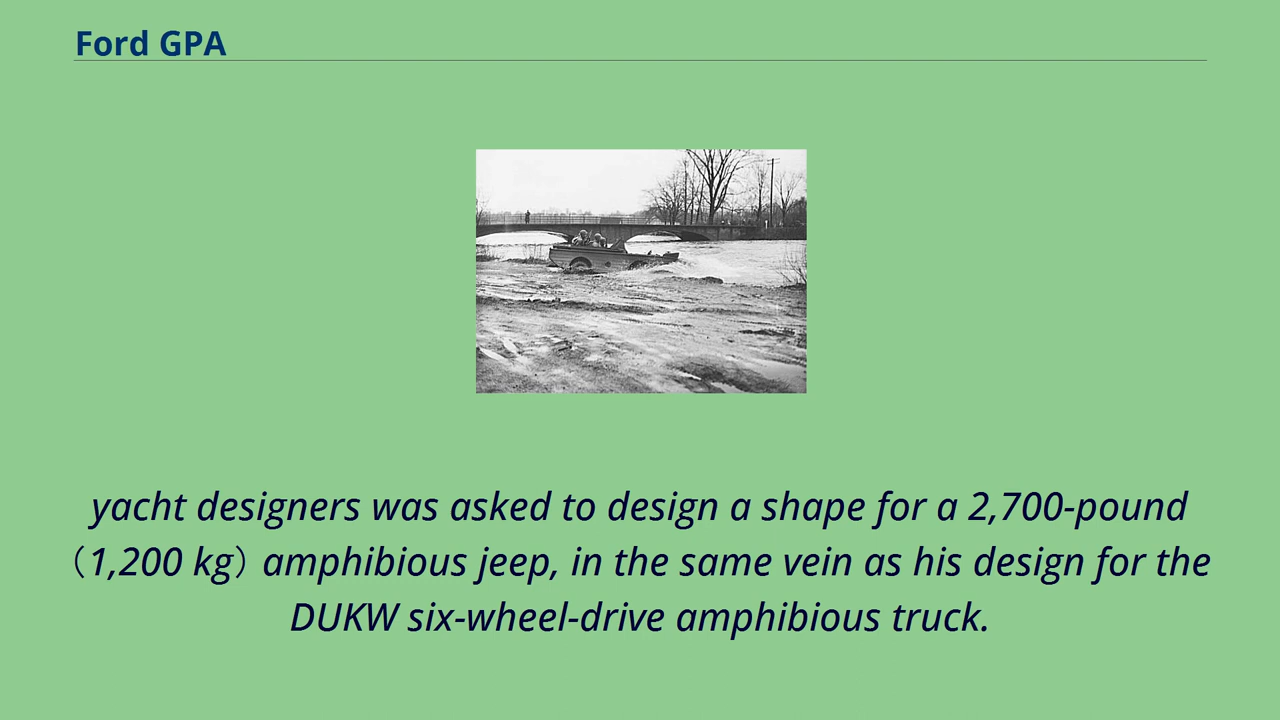 Ford GPA
yacht designers was asked to design a shape for a 2,700-pound
（1,200 kg） amphibious jeep, in the same vein as his design for the
DUKW six-wheel-drive amphibious truck.